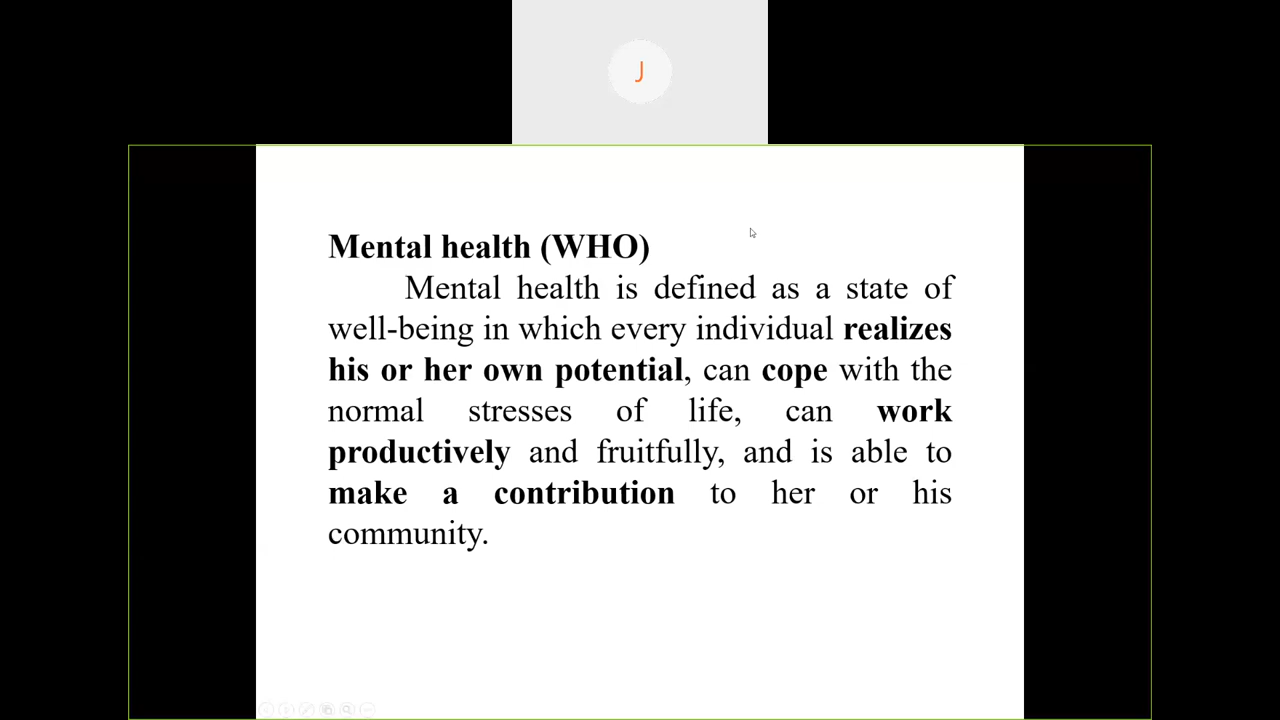 J
Mental health (WHO)
Mental health is defined as a state of
well-being in which every individual realizes
his or her own potential, can cope with the
normal stresses of life, can work
productively and fruitfully, and is able to
make a contribution to her or his
community.